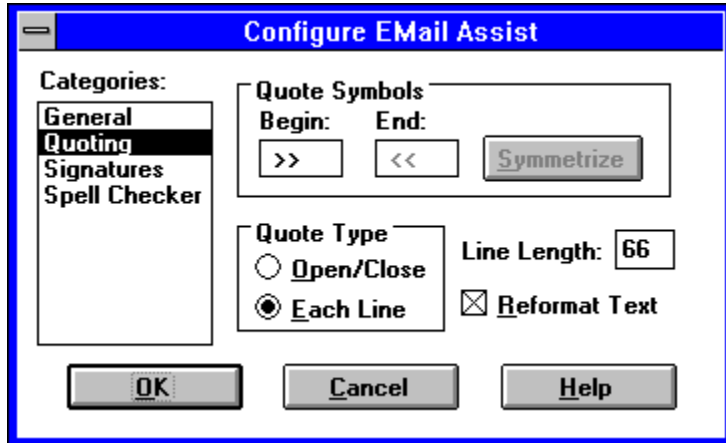 Configure EMail Assist
Categories:
General
Quoting
Signatures
Spell Checker
Quote Symbols
Begin: End:
>> << Symmetrize
Quote Type
Open/Close
Each Line
Line Length: 66
Reformat Text
OK Cancel Help